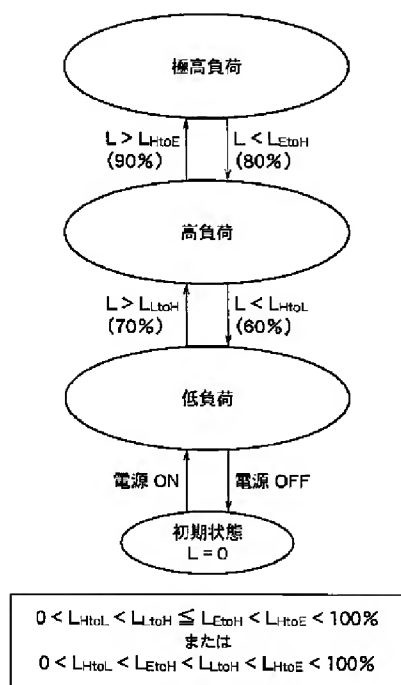 極高負荷
L > LHtoE
(90%)
L < LEtoH
(80%)
高負荷
L > LLtoH
(70%)
L < LHtoL
(60%)
低負荷
電源 ON
電源 OFF
初期状態
L = 0
0 < LHtoL < LLtoH ≦ LEtoH < LHtoE < 100%
または
0 < LHtoL < LEtoH < LLtoH < LHtoE < 100%